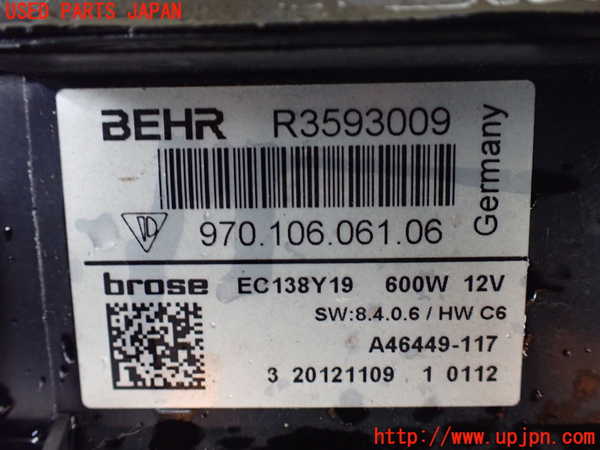 USED PARTS JAPAN
BEHR R3593009
970.106.061.06
Germany
brose EC138Y19 600W 12V
SW:8.4.0.6 / HW C6
A46449-117
3 20121109 1 0112
http://www.upjpn.com/